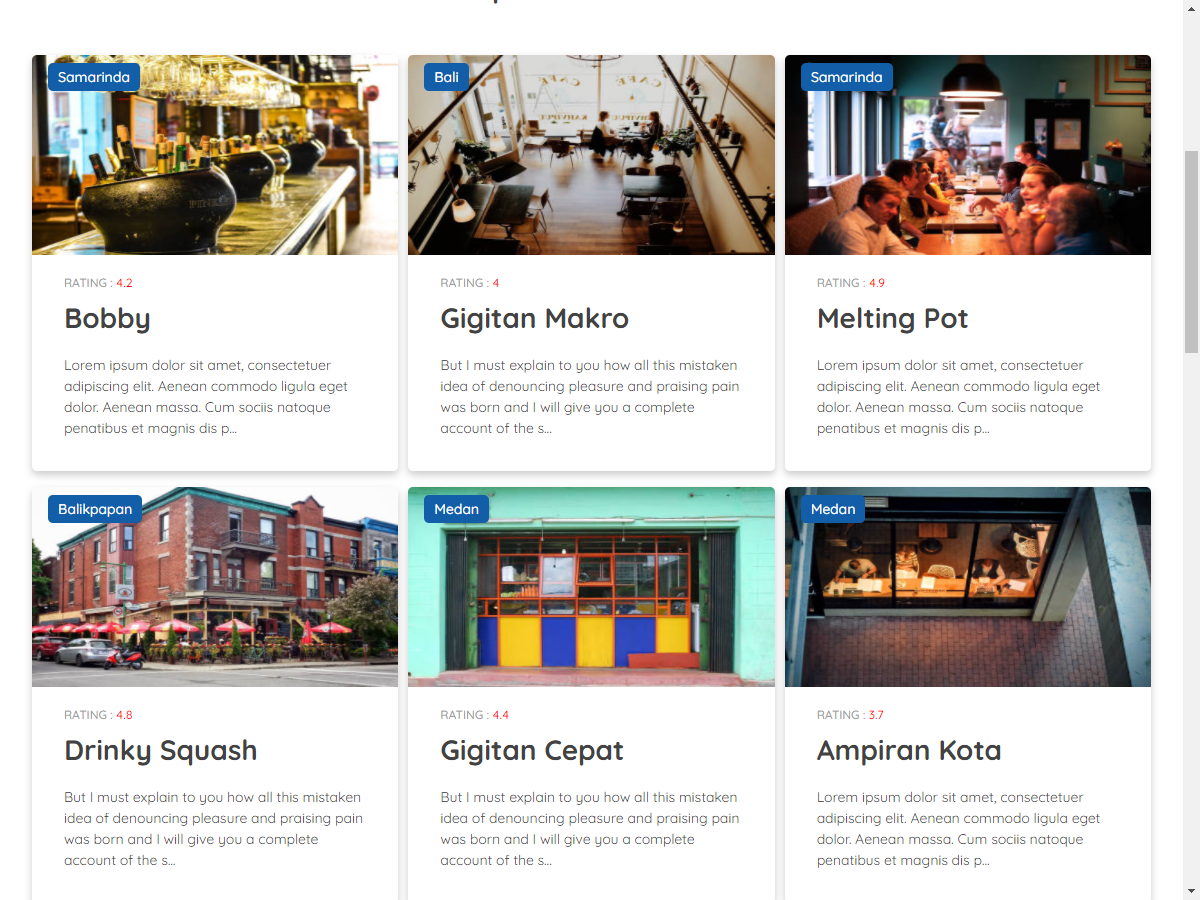 Samarinda
RATING : 4.2
Bobby
Lorem ipsum dolor sit amet, consectetuer
adipiscing elit. Aenean commodo ligula eget
dolor. Aenean massa. Cum sociis natoque
penatibus et magnis dis p...
Bali
RATING : 4
Gigitan Makro
But I must explain to you how all this mistaken
idea of denouncing pleasure and praising pain
was born and I will give you a complete
account of the s...
Samarinda
RATING : 4.9
Melting Pot
Lorem ipsum dolor sit amet, consectetuer
adipiscing elit. Aenean commodo ligula eget
dolor. Aenean massa. Cum sociis natoque
penatibus et magnis dis p...
Balikpapan
RATING : 4.8
Drinky Squash
But I must explain to you how all this mistaken
idea of denouncing pleasure and praising pain
was born and I will give you a complete
account of the s...
Medan
RATING : 4.4
Gigitan Cepat
But I must explain to you how all this mistaken
idea of denouncing pleasure and praising pain
was born and I will give you a complete
account of the s...
Medan
RATING : 3.7
Ampiran Kota
Lorem ipsum dolor sit amet, consectetuer
adipiscing elit. Aenean commodo ligula eget
dolor. Aenean massa. Cum sociis natoque
penatibus et magnis dis p...